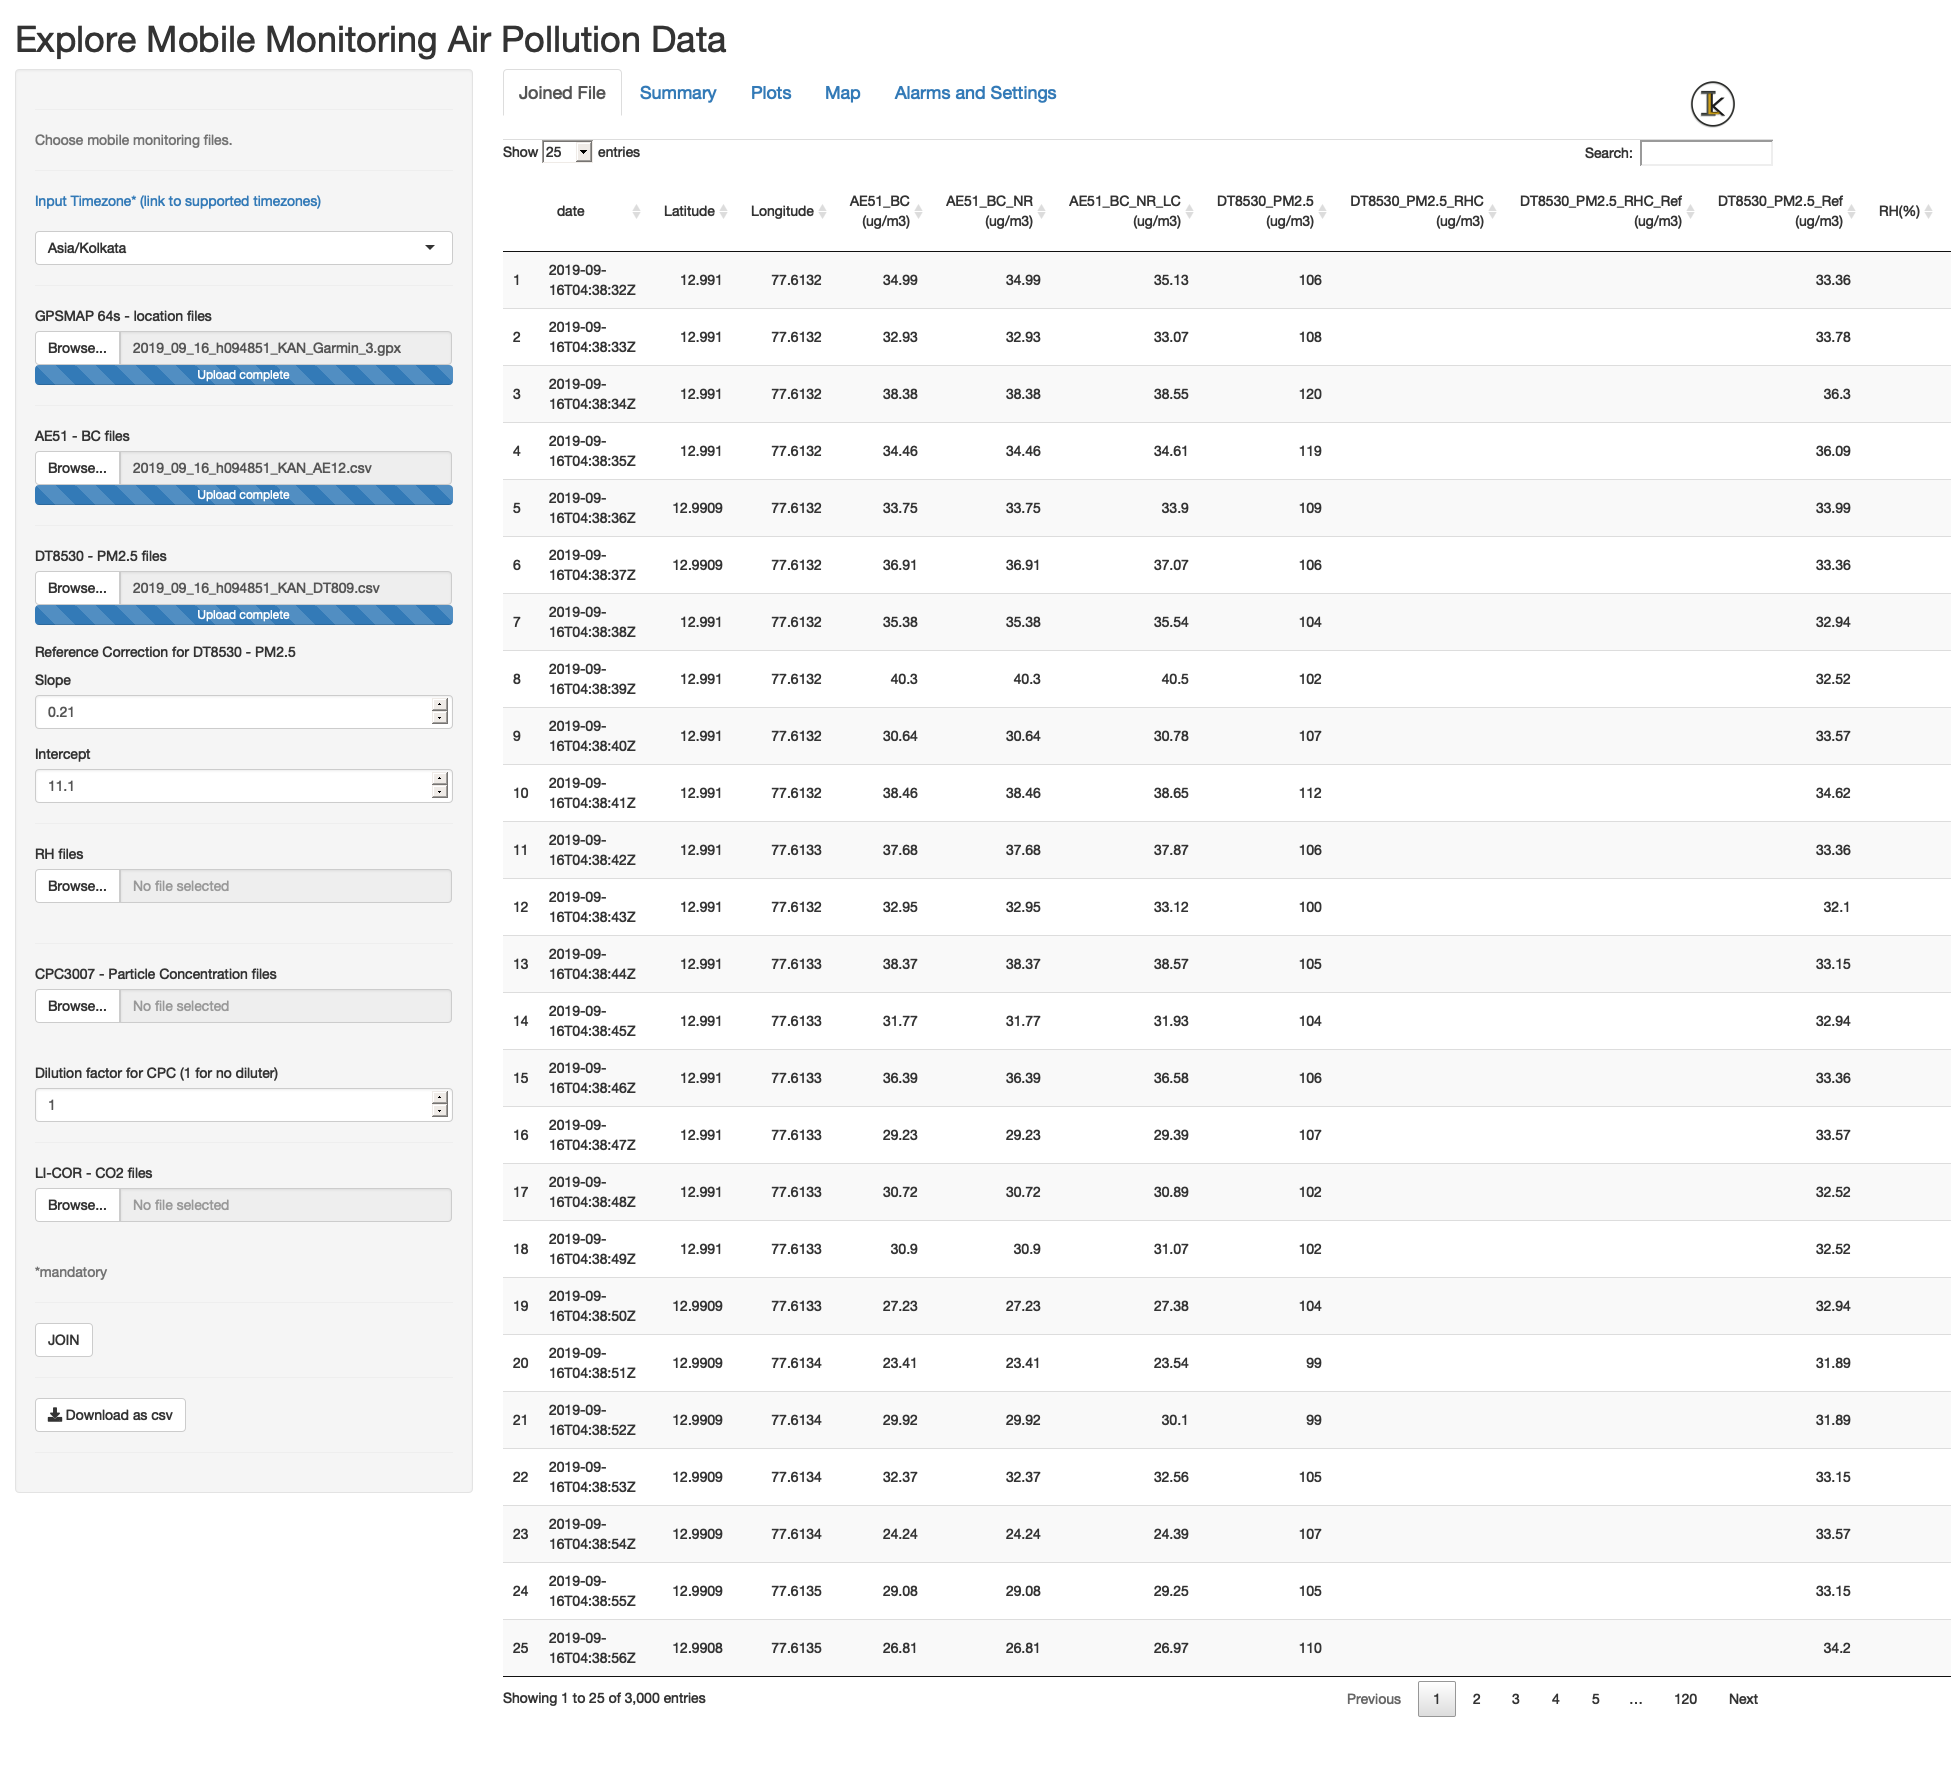 Explore Mobile Monitoring Air Pollution Data
Choose mobile monitoring files.
Input Timezone* (link to supported timezones)
Asia/Kolkata
GPSMAP 64s - location files
Browse... 2019_09_16_h094851_KAN_Garmin_3.gpx
Upload complete
AE51 - BC files
Browse... 2019_09_16_h094851_KAN_AE12.csv
Upload complete
DT8530 - PM2.5 files
Browse... 2019_09_16_h094851_KAN_DT809.csv
Upload complete
Reference Correction for DT8530 - PM2.5
Slope
0.21
Intercept
11.1
RH files
Browse... No file selected
CPC3007 - Particle Concentration files
Browse... No file selected
Dilution factor for CPC (1 for no diluter)
1
LI-COR - CO2 files
Browse... No file selected
*mandatory
JOIN
Download as csv
Joined File Summary Plots Map Alarms and Settings
Show 25 entries
Search:
date Latitude Longitude AE51_BC (ug/m3) AE51_BC_NR (ug/m3) AE51_BC_NR_LC (ug/m3) DT8530_PM2.5 (ug/m3) DT8530_PM2.5_RHC (ug/m3) DT8530_PM2.5_RHC_Ref (ug/m3) DT8530_PM2.5_Ref (ug/m3) RH(%)
1 2019-09-16T04:38:32Z 12.991 77.6132 34.99 34.99 35.13 106 33.36
2 2019-09-16T04:38:33Z 12.991 77.6132 32.93 32.93 33.07 108 33.78
3 2019-09-16T04:38:34Z 12.991 77.6132 38.38 38.38 38.55 120 36.3
4 2019-09-16T04:38:35Z 12.991 77.6132 34.46 34.46 34.61 119 36.09
5 2019-09-16T04:38:36Z 12.9909 77.6132 33.75 33.75 33.9 109 33.99
6 2019-09-16T04:38:37Z 12.9909 77.6132 36.91 36.91 37.07 106 33.36
7 2019-09-16T04:38:38Z 12.991 77.6132 35.38 35.38 35.54 104 32.94
8 2019-09-16T04:38:39Z 12.991 77.6132 40.3 40.3 40.5 102 32.52
9 2019-09-16T04:38:40Z 12.991 77.6132 30.64 30.64 30.78 107 33.57
10 2019-09-16T04:38:41Z 12.991 77.6132 38.46 38.46 38.65 112 34.62
11 2019-09-16T04:38:42Z 12.991 77.6133 37.68 37.68 37.87 106 33.36
12 2019-09-16T04:38:43Z 12.991 77.6132 32.95 32.95 33.12 100 32.1
13 2019-09-16T04:38:44Z 12.991 77.6133 38.37 38.37 38.57 105 33.15
14 2019-09-16T04:38:45Z 12.991 77.6133 31.77 31.77 31.93 104 32.94
15 2019-09-16T04:38:46Z 12.991 77.6133 36.39 36.39 36.58 106 33.36
16 2019-09-16T04:38:47Z 12.991 77.6133 29.23 29.23 29.39 107 33.57
17 2019-09-16T04:38:48Z 12.991 77.6133 30.72 30.72 30.89 102 32.52
18 2019-09-16T04:38:49Z 12.991 77.6133 30.9 30.9 31.07 102 32.52
19 2019-09-16T04:38:50Z 12.9909 77.6133 27.23 27.23 27.38 104 32.94
20 2019-09-16T04:38:51Z 12.9909 77.6134 23.41 23.41 23.54 99 31.89
21 2019-09-16T04:38:52Z 12.9909 77.6134 29.92 29.92 30.1 99 31.89
22 2019-09-16T04:38:53Z 12.9909 77.6134 32.37 32.37 32.56 105 33.15
23 2019-09-16T04:38:54Z 12.9909 77.6134 24.24 24.24 24.39 107 33.57
24 2019-09-16T04:38:55Z 12.9909 77.6135 29.08 29.08 29.25 105 33.15
25 2019-09-16T04:38:56Z 12.9908 77.6135 26.81 26.81 26.97 110 34.2
Showing 1 to 25 of 3,000 entries
Previous 1 2 3 4 5 … 120 Next